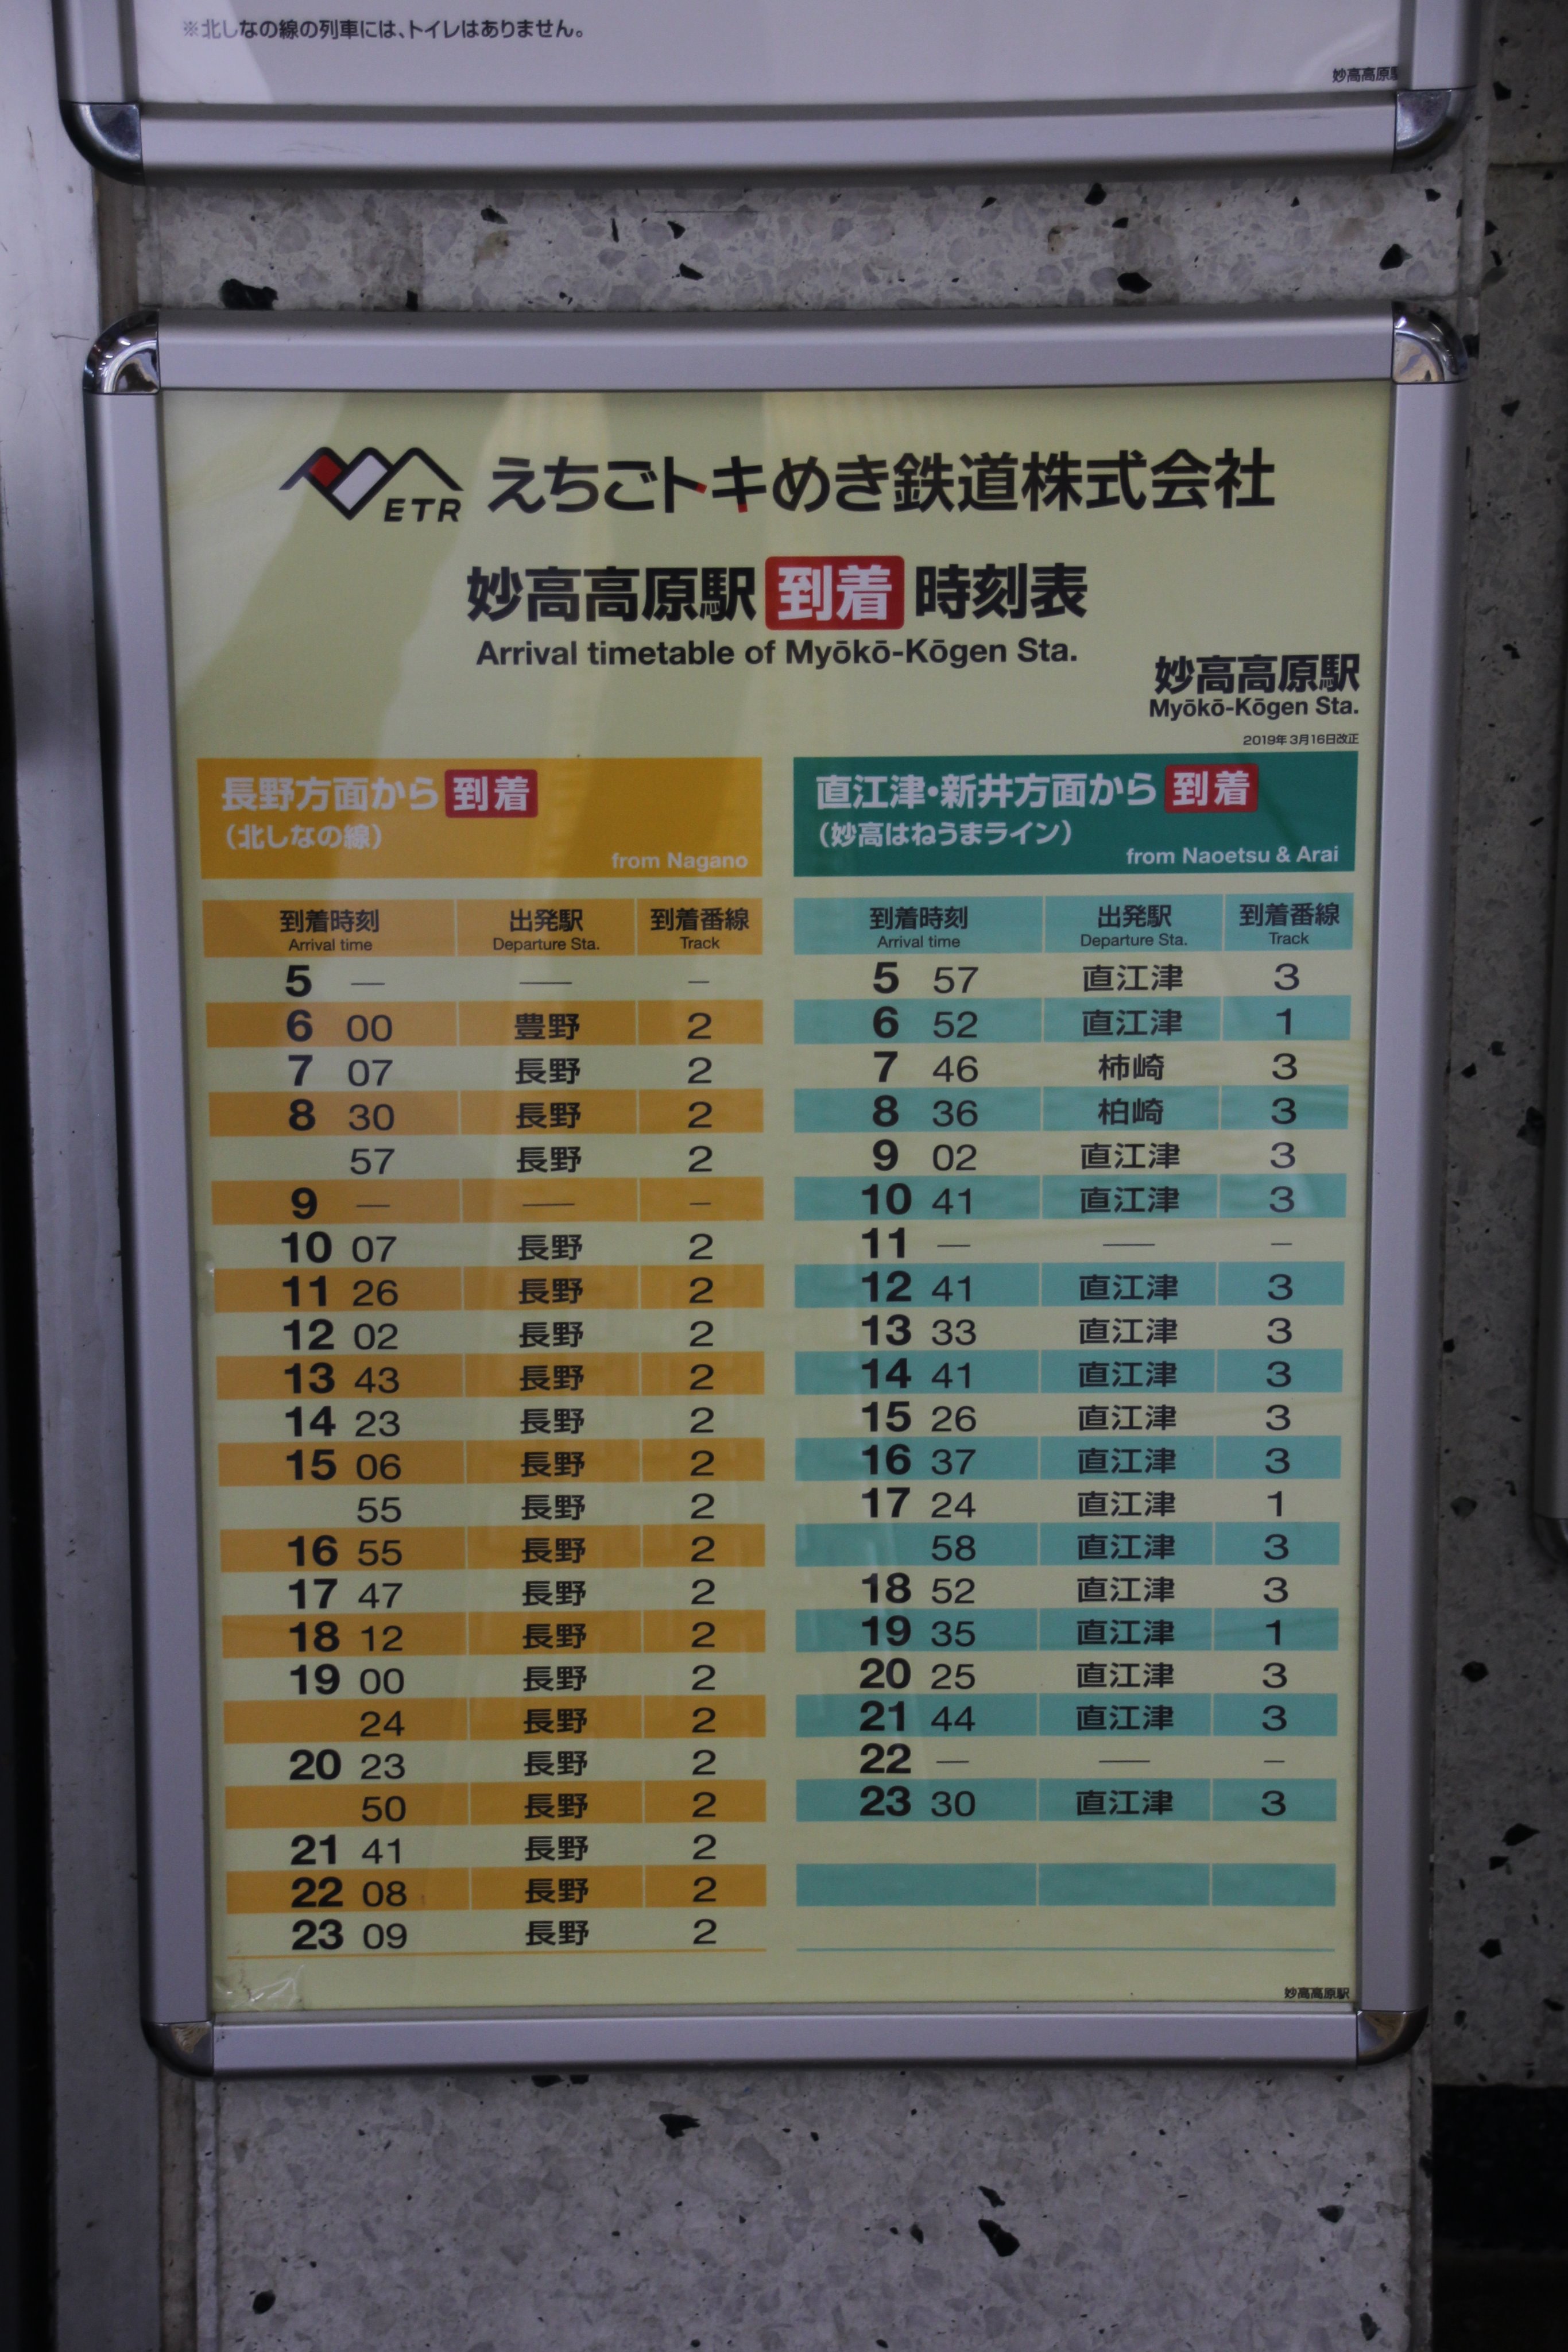 ※北しなの線の列車には、トイレはありません。
妙高高原駅
ETR えちごトキめき鉄道株式会社
妙高高原駅 到着 時刻表
Arrival timetable of Myōkō-Kōgen Sta.
妙高高原駅
Myōkō-Kōgen Sta.
2019年3月16日改正
長野方面から 到着
(北しなの線)
from Nagano
到着時刻 出発駅 到着番線
Arrival time Departure Sta. Track
5 — — –
6 00 豊野 2
7 07 長野 2
8 30 長野 2
57 長野 2
9 — — –
10 07 長野 2
11 26 長野 2
12 02 長野 2
13 43 長野 2
14 23 長野 2
15 06 長野 2
55 長野 2
16 55 長野 2
17 47 長野 2
18 12 長野 2
19 00 長野 2
24 長野 2
20 23 長野 2
50 長野 2
21 41 長野 2
22 08 長野 2
23 09 長野 2
直江津・新井方面から 到着
(妙高はねうまライン)
from Naoetsu & Arai
到着時刻 出発駅 到着番線
Arrival time Departure Sta. Track
5 57 直江津 3
6 52 直江津 1
7 46 柿崎 3
8 36 柏崎 3
9 02 直江津 3
10 41 直江津 3
11 — — –
12 41 直江津 3
13 33 直江津 3
14 41 直江津 3
15 26 直江津 3
16 37 直江津 3
17 24 直江津 1
58 直江津 3
18 52 直江津 3
19 35 直江津 1
20 25 直江津 3
21 44 直江津 3
22 — — –
23 30 直江津 3
妙高高原駅